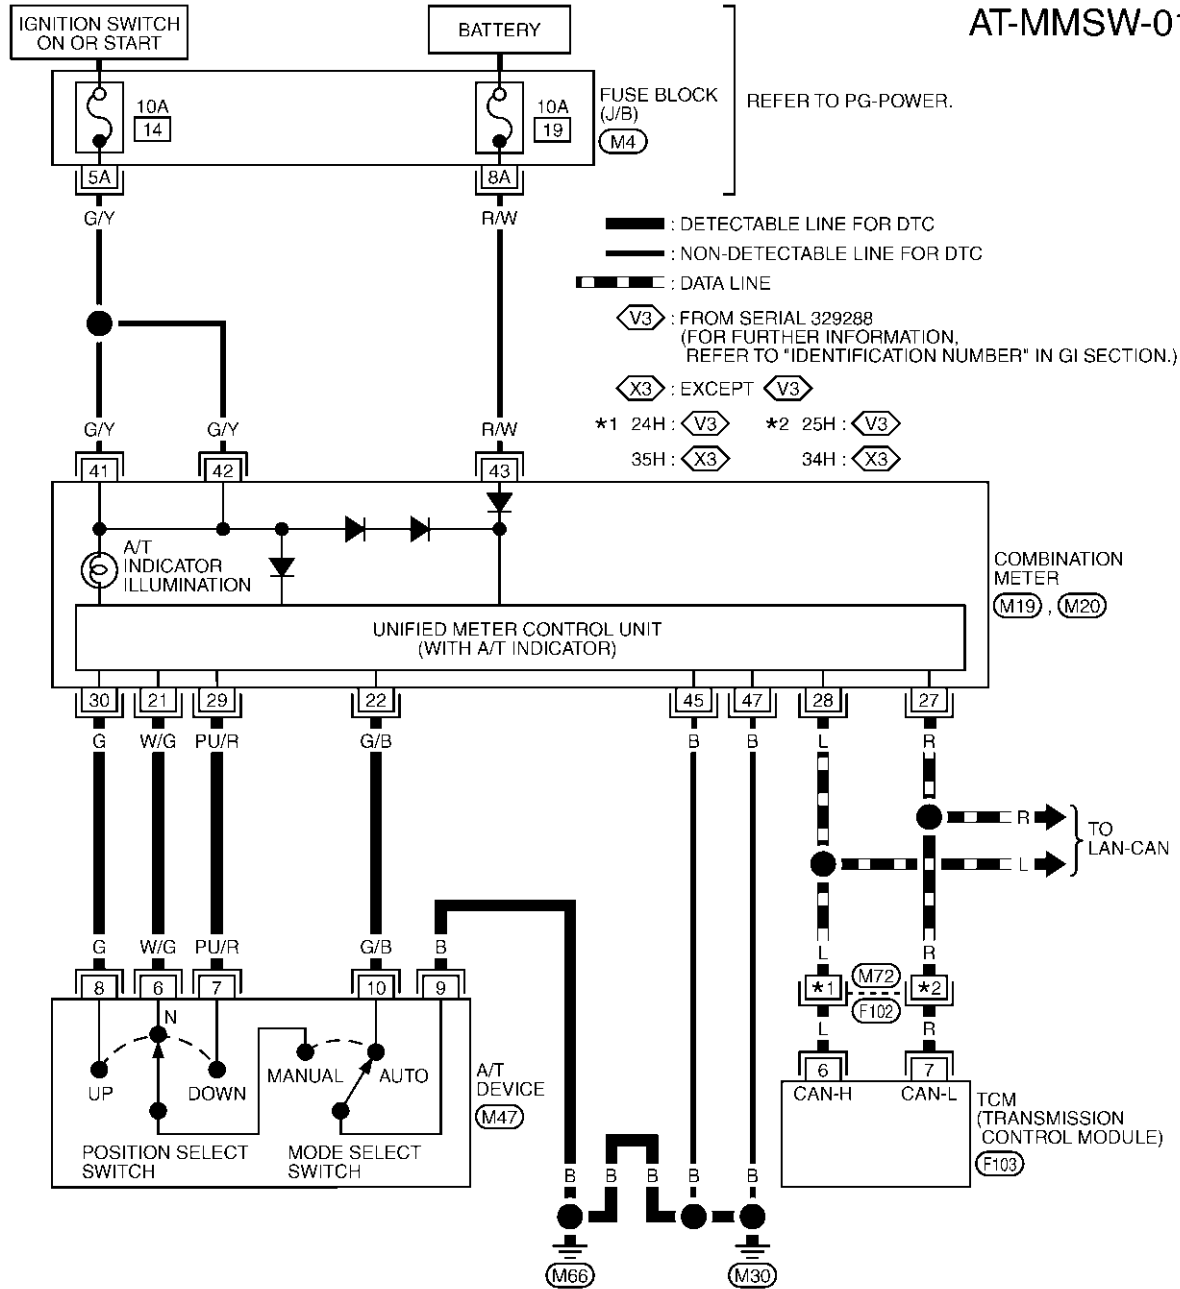 AT-MMSW-01
IGNITION SWITCH
ON OR START
BATTERY
10A
14
10A
19
FUSE BLOCK
(J/B)
M4
REFER TO PG-POWER.
5A
8A
G/Y
R/W
: DETECTABLE LINE FOR DTC
: NON-DETECTABLE LINE FOR DTC
: DATA LINE
V3 : FROM SERIAL 329288
(FOR FURTHER INFORMATION,
REFER TO "IDENTIFICATION NUMBER" IN GI SECTION.)
X3 : EXCEPT V3
*1 24H : V3 *2 25H : V3
35H : X3 34H : X3
G/Y
G/Y
R/W
41
42
43
A/T
INDICATOR
ILLUMINATION
COMBINATION
METER
M19 , M20
UNIFIED METER CONTROL UNIT
(WITH A/T INDICATOR)
30
21
29
22
45
47
28
27
G
W/G
PU/R
G/B
B
B
L
R
R
L
TO
LAN-CAN
G
W/G
PU/R
G/B
B
L
R
8
6
7
10
9
*1
M72
F102
*2
L
R
N
UP
DOWN
MANUAL
AUTO
POSITION SELECT
SWITCH
MODE SELECT
SWITCH
A/T
DEVICE
M47
6
7
CAN-H
CAN-L
TCM
(TRANSMISSION
CONTROL MODULE)
F103
B
B
B
B
B
M66
M30